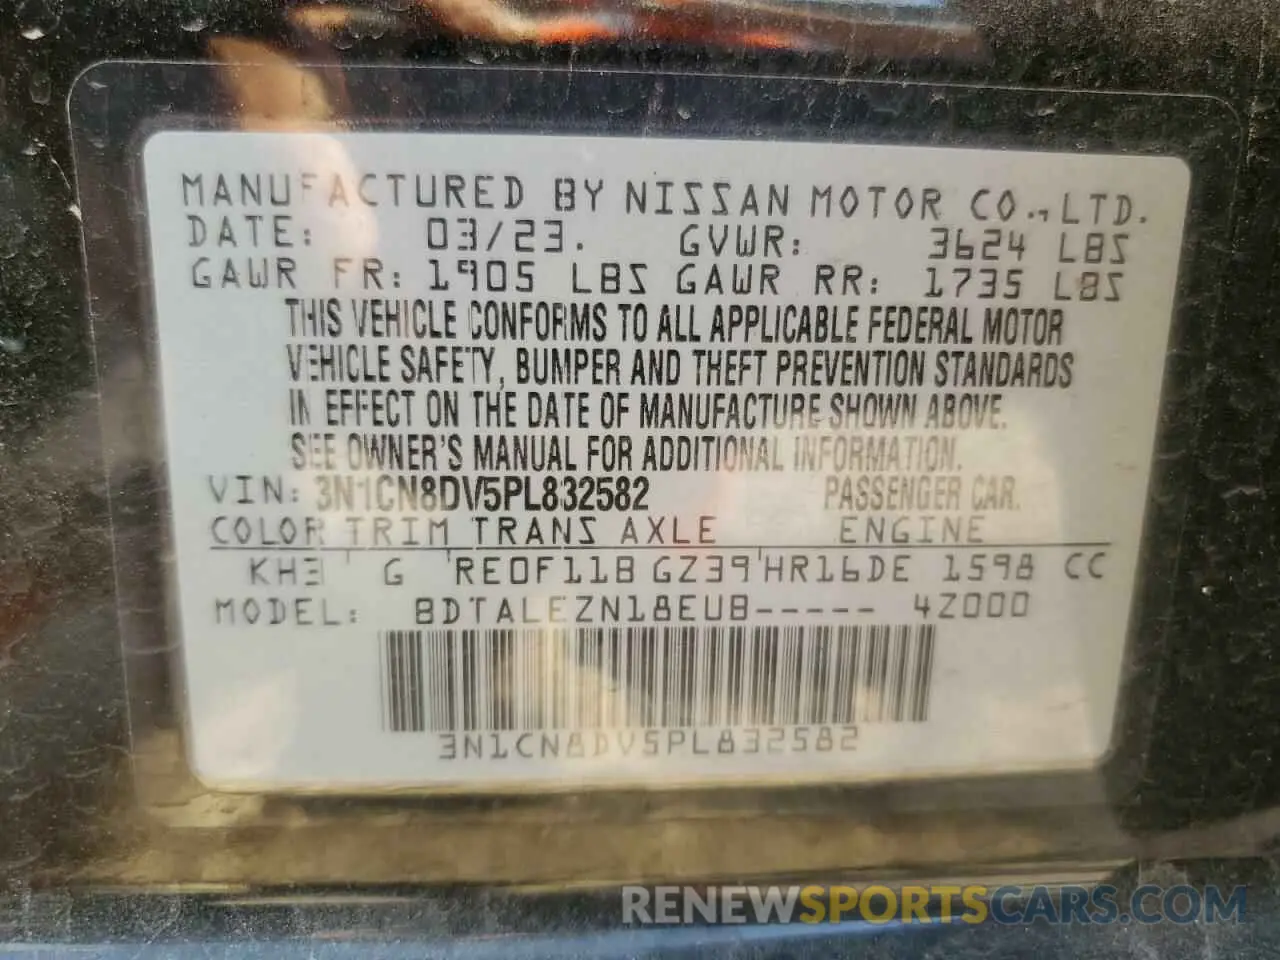 MANUFACTURED BY NISSAN MOTOR CO., LTD.
DATE: 03/23. GVWR: 3624 LBS
GAWR FR: 1905 LBS GAWR RR: 1735 LBS
THIS VEHICLE CONFORMS TO ALL APPLICABLE FEDERAL MOTOR
VEHICLE SAFETY, BUMPER AND THEFT PREVENTION STANDARDS
IN EFFECT ON THE DATE OF MANUFACTURE SHOWN ABOVE.
SEE OWNER'S MANUAL FOR ADDITIONAL INFORMATION.
VIN: 3N1CN8DV5PL832582 PASSENGER CAR.
COLOR TRIM TRANS AXLE ENGINE
KH3 G RE0F11B GZ39 HR16DE 1598 CC
MODEL: BDTALEZN18EUB----- 4Z000
3N1CN8DV5PL832582
RENEWSPORTSCARS.COM